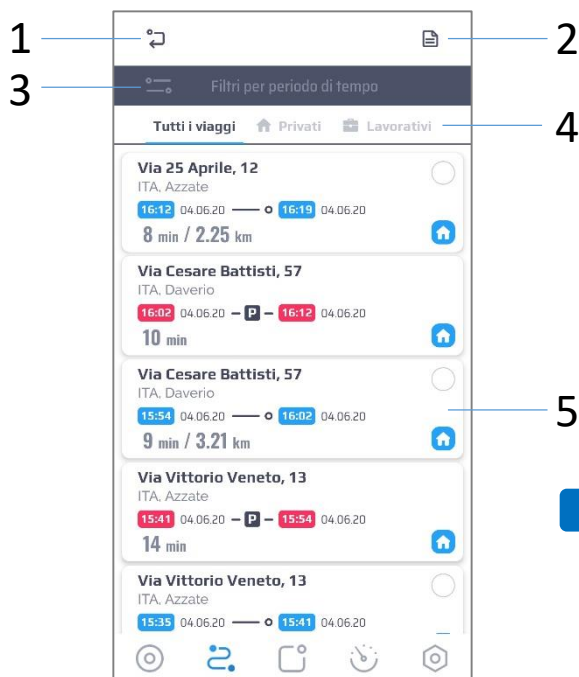 1
2
3
Filtri per periodo di tempo
Tutti i viaggi Privati Lavorativi
4
Via 25 Aprile, 12
ITA, Azzate
16:12 04.06.20 16:19 04.06.20
8 min / 2.25 km
Via Cesare Battisti, 57
ITA, Daverio
16:02 04.06.20 P 16:12 04.06.20
10 min
Via Cesare Battisti, 57
ITA, Daverio
15:54 04.06.20 16:02 04.06.20
5
9 min / 3.21 km
Via Vittorio Veneto, 13
ITA, Azzate
15:41 04.06.20 P 15:54 04.06.20
14 min
Via Vittorio Veneto, 13
ITA, Azzate
15:35 04.06.20 15:41 04.06.20